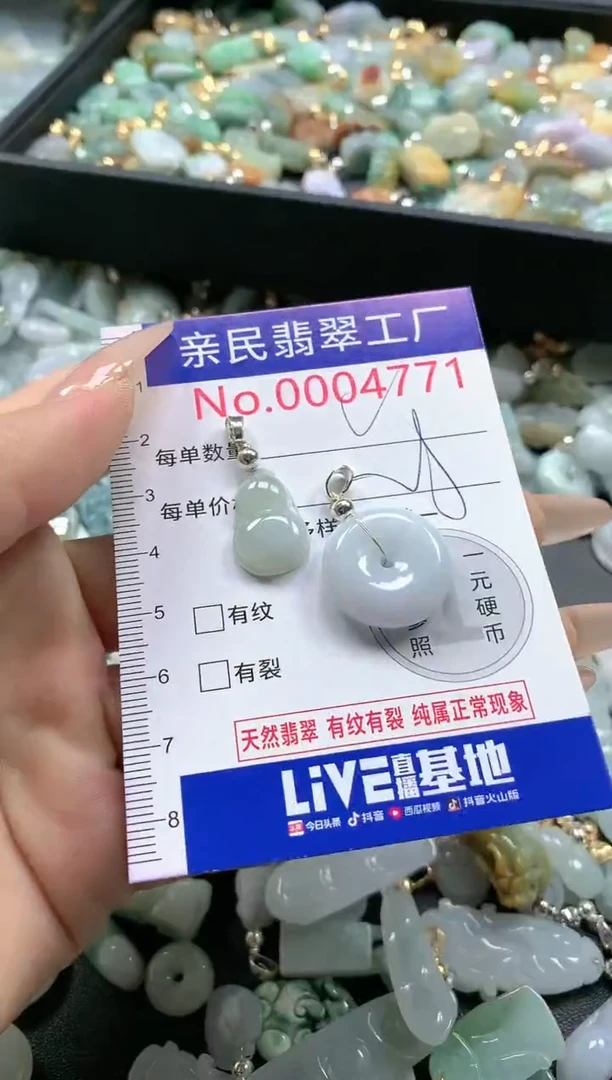 亲民翡翠工厂
No.0004771
1
2
每单数量
3
每单价
多样
4
一元硬币
照
5
有纹
6
有裂
天然翡翠 有纹有裂 纯属正常现象
7
LiVE直播基地
8
今日头条 抖音 西瓜视频 抖音火山版